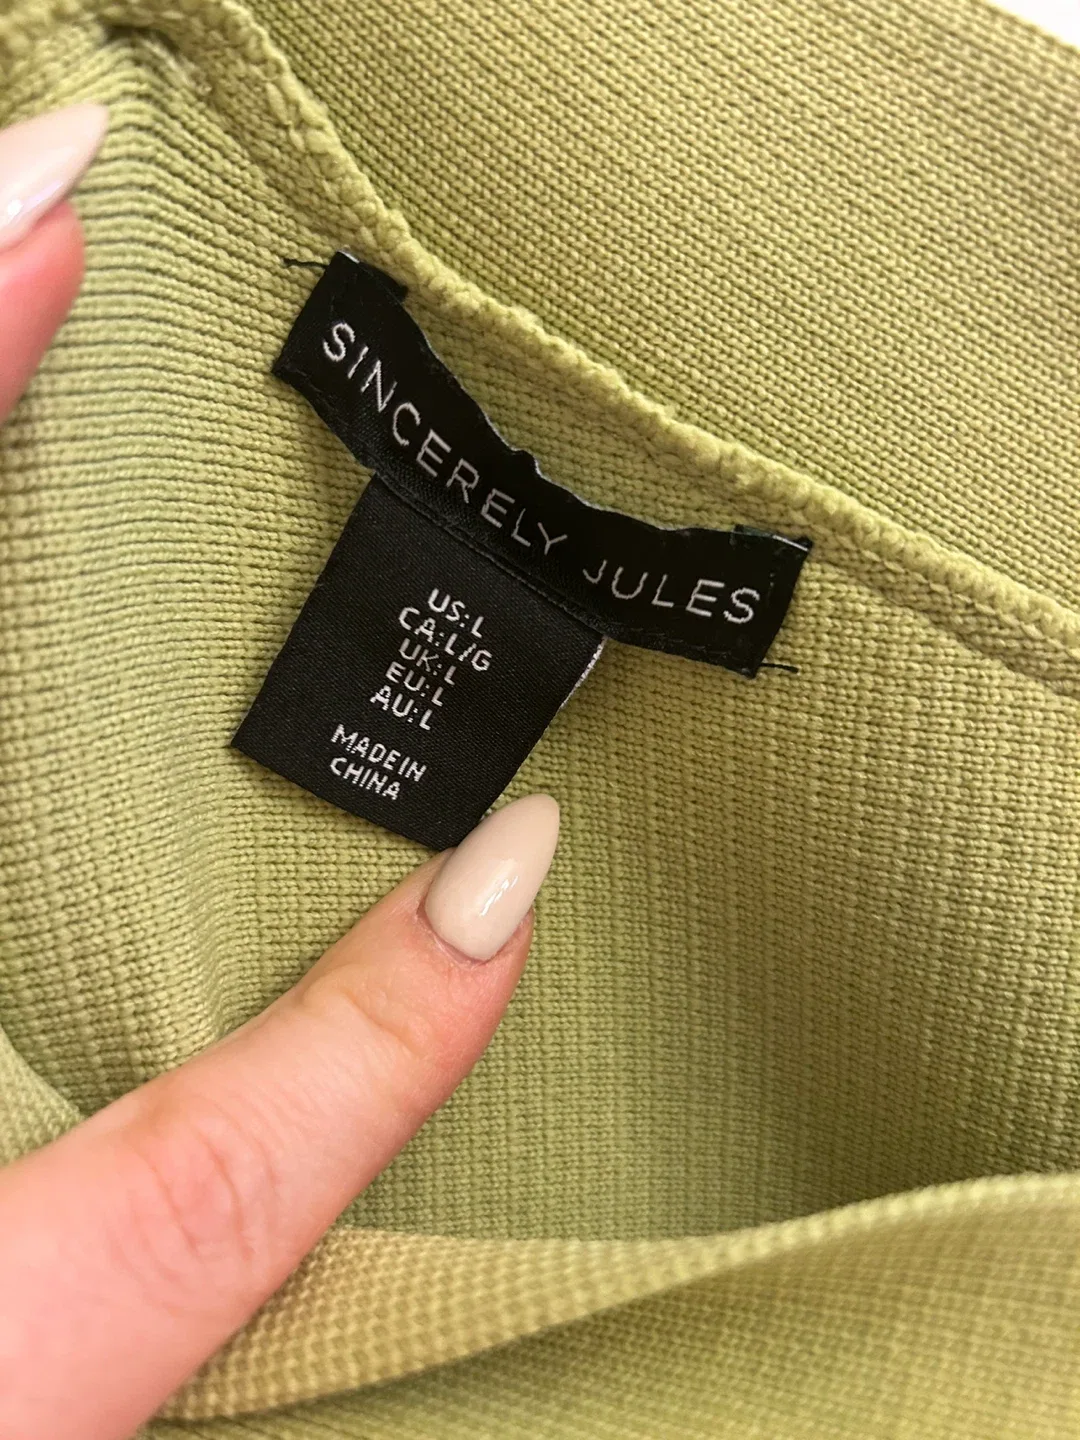 SINCERELY JULES
US:L
CA:L/G
UK:L
EU:L
AU:L
MADE IN
CHINA